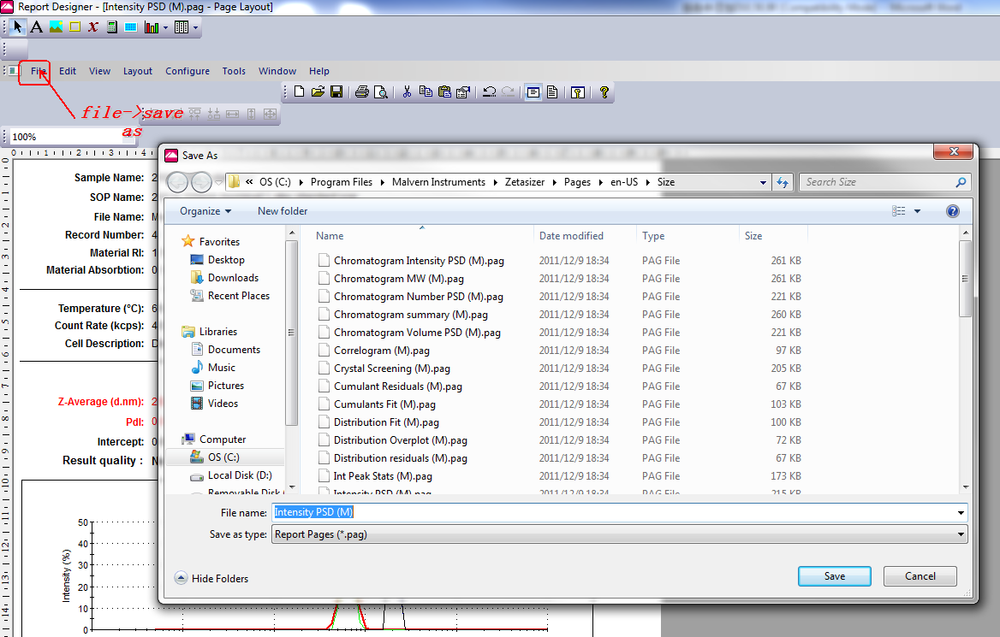 Report Designer - [Intensity PSD (M).pag - Page Layout]
A
X
File Edit View Layout Configure Tools Window Help
file->save
as
100%
0 1 2 3 4
Save As
« OS (C:) Program Files Malvern Instruments Zetasizer Pages en-US Size
Search Size
Organize New folder
Name Date modified Type Size
Favorites
Desktop
Downloads
Recent Places
Libraries
Documents
Music
Pictures
Videos
Computer
OS (C:)
Local Disk (D:)
Removable Disk
Chromatogram Intensity PSD (M).pag 2011/12/9 18:34 PAG File 261 KB
Chromatogram MW (M).pag 2011/12/9 18:34 PAG File 261 KB
Chromatogram Number PSD (M).pag 2011/12/9 18:34 PAG File 221 KB
Chromatogram summary (M).pag 2011/12/9 18:34 PAG File 260 KB
Chromatogram Volume PSD (M).pag 2011/12/9 18:34 PAG File 221 KB
Correlogram (M).pag 2011/12/9 18:34 PAG File 97 KB
Crystal Screening (M).pag 2011/12/9 18:34 PAG File 205 KB
Cumulant Residuals (M).pag 2011/12/9 18:34 PAG File 67 KB
Cumulants Fit (M).pag 2011/12/9 18:34 PAG File 103 KB
Distribution Fit (M).pag 2011/12/9 18:34 PAG File 100 KB
Distribution Overplot (M).pag 2011/12/9 18:34 PAG File 72 KB
Distribution residuals (M).pag 2011/12/9 18:34 PAG File 67 KB
Int Peak Stats (M).pag 2011/12/9 18:34 PAG File 173 KB
Intensity PSD (M).pag 2011/12/9 18:34 PAG File 215 KB
File name: Intensity PSD (M)
Save as type: Report Pages (*.pag)
Hide Folders
Save Cancel
Sample Name: 2
SOP Name: 2
File Name: M
Record Number: 4
Material RI: 1
Material Absorbtion: 0
Temperature (°C): 6
Count Rate (kcps): 4
Cell Description: D
Z-Average (d.nm): 2
PdI: 0
Intercept: 0
Result quality : N
Intensity (%)
50
40
30
20
10
0